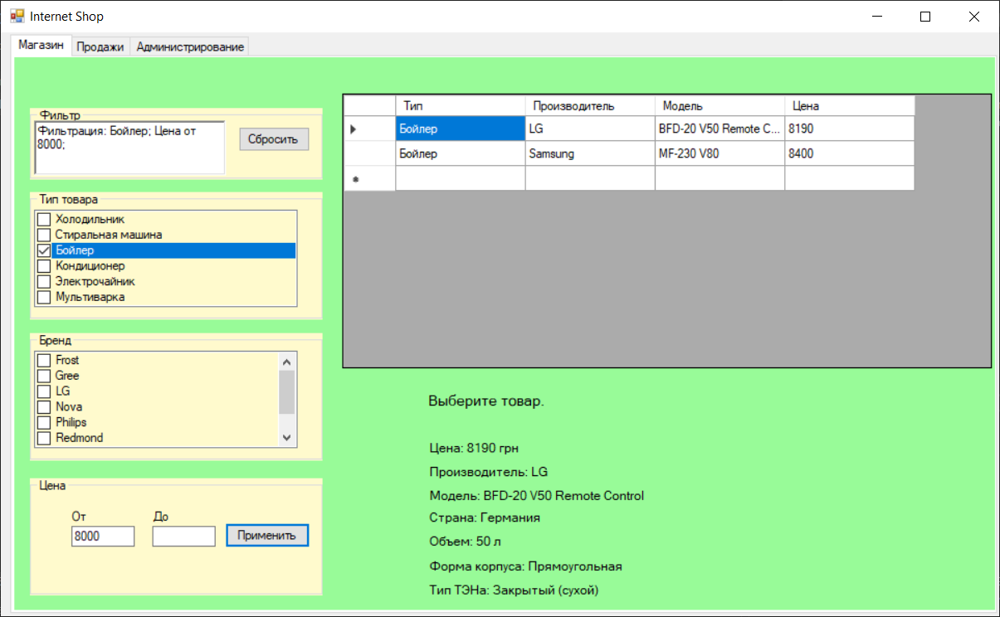 Internet Shop
Магазин Продажи Администрирование
Фильтр
Фильтрация: Бойлер; Цена от
8000;
Сбросить
Тип товара
Холодильник
Стиральная машина
Бойлер
Кондиционер
Электрочайник
Мультиварка
Бренд
Frost
Gree
LG
Nova
Philips
Redmond
Цена
От До
8000
Применить
Тип Производитель Модель Цена
Бойлер LG BFD-20 V50 Remote C... 8190
Бойлер Samsung MF-230 V80 8400
Выберите товар.
Цена: 8190 грн
Производитель: LG
Модель: BFD-20 V50 Remote Control
Страна: Германия
Объем: 50 л
Форма корпуса: Прямоугольная
Тип ТЭНа: Закрытый (сухой)